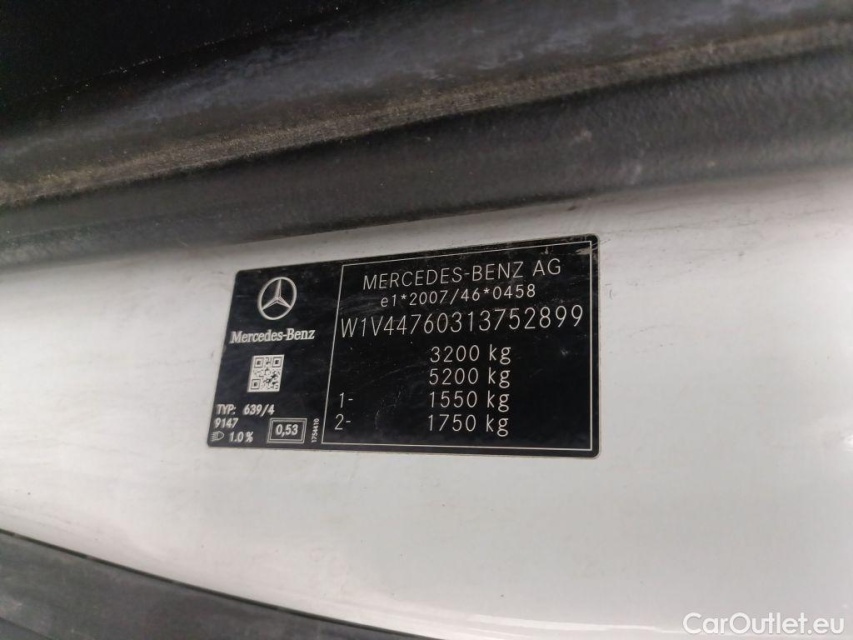 Mercedes-Benz
TYP: 639/4
9147
1.0 %
0,53
1754410
MERCEDES-BENZ AG
e1*2007/46*0458
W1V44760313752899
3200 kg
5200 kg
1- 1550 kg
2- 1750 kg
CarOutlet.eu